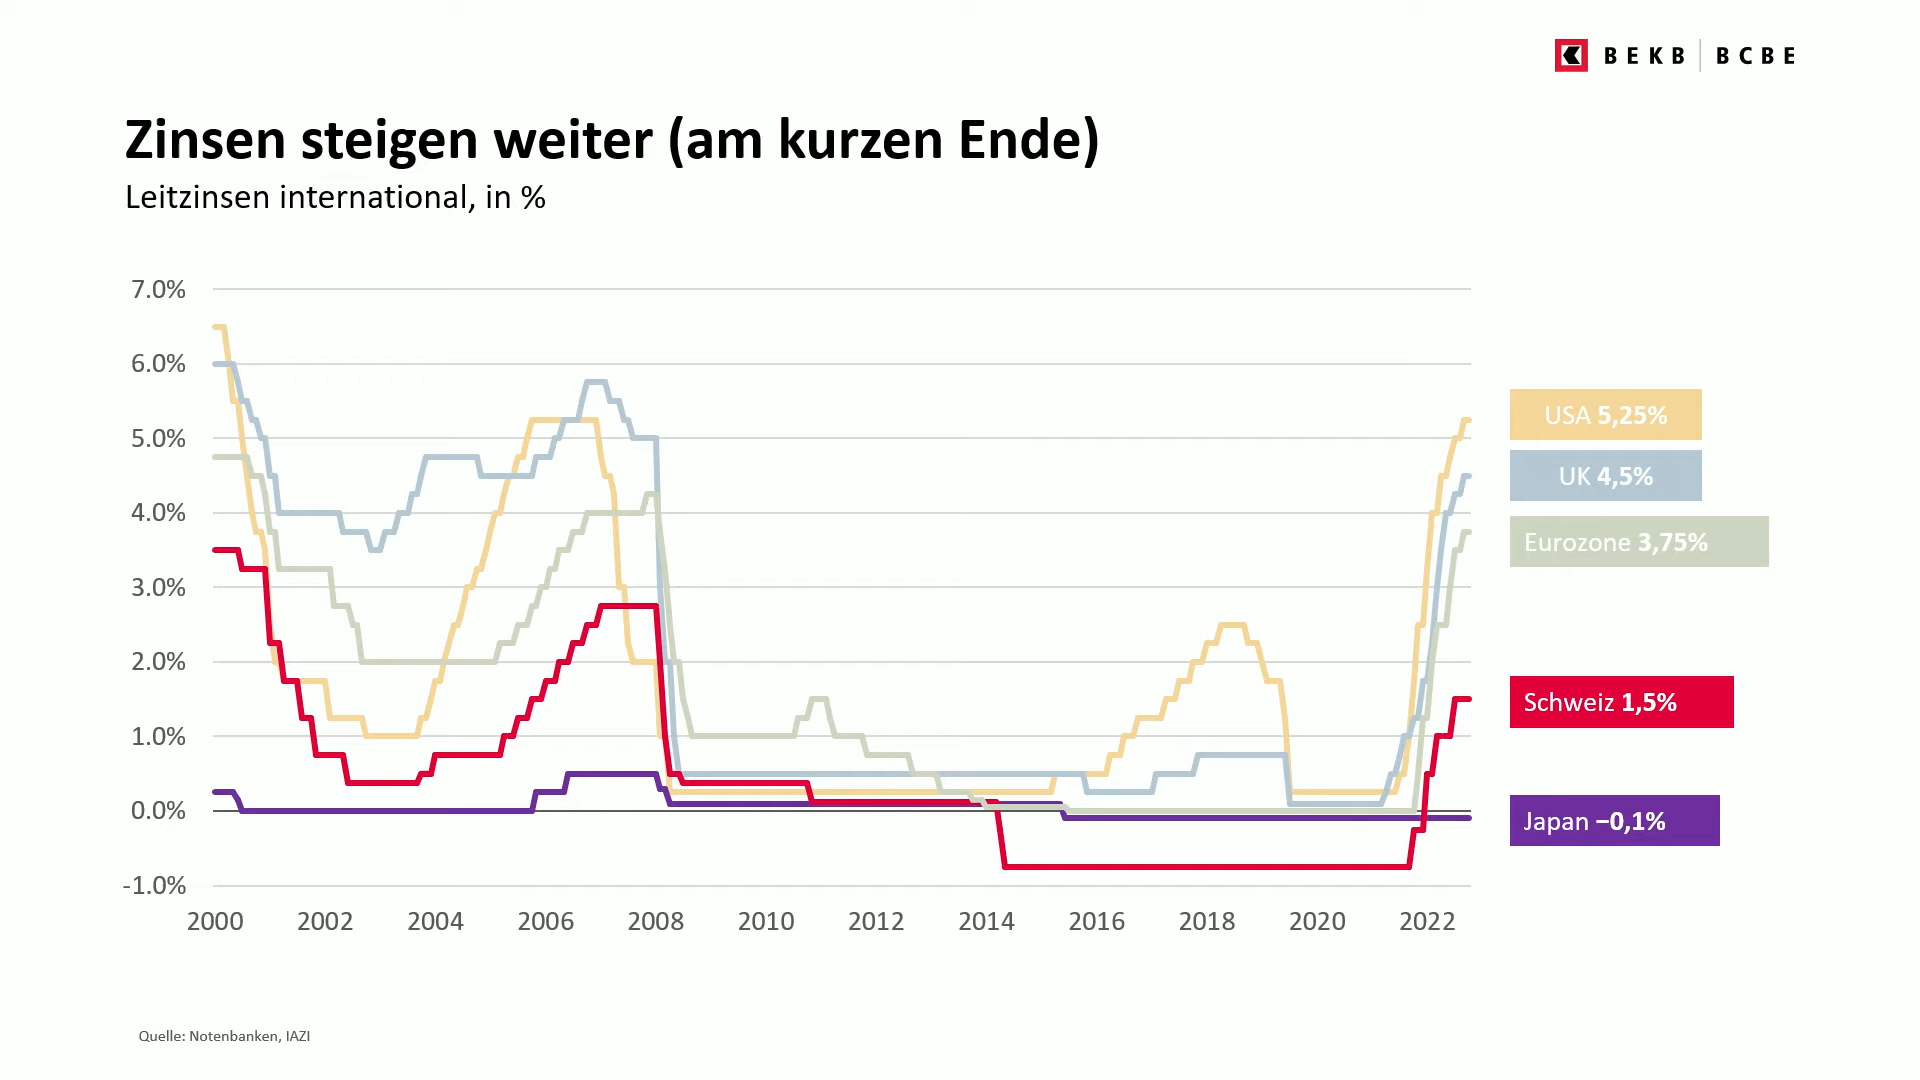 BEKB | BCBE
Zinsen steigen weiter (am kurzen Ende)
Leitzinsen international, in %
7.0%
6.0%
5.0%
4.0%
3.0%
2.0%
1.0%
0.0%
-1.0%
2000 2002 2004 2006 2008 2010 2012 2014 2016 2018 2020 2022
USA 5,25%
UK 4,5%
Eurozone 3,75%
Schweiz 1,5%
Japan −0,1%
Quelle: Notenbanken, IAZI